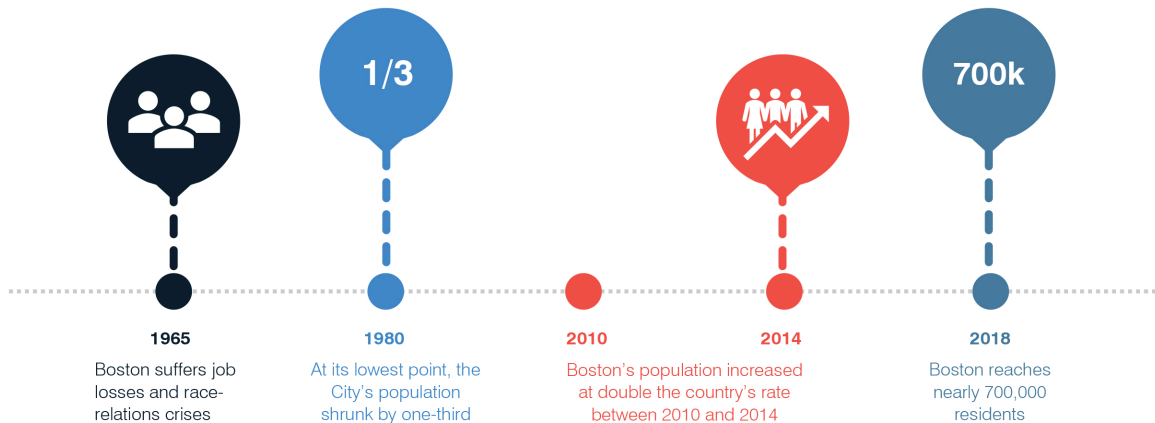 1/3
700k
1965
Boston suffers job
losses and race-
relations crises
1980
At its lowest point, the
City's population
shrunk by one-third
2010
2014
Boston's population increased
at double the country's rate
between 2010 and 2014
2018
Boston reaches
nearly 700,000
residents